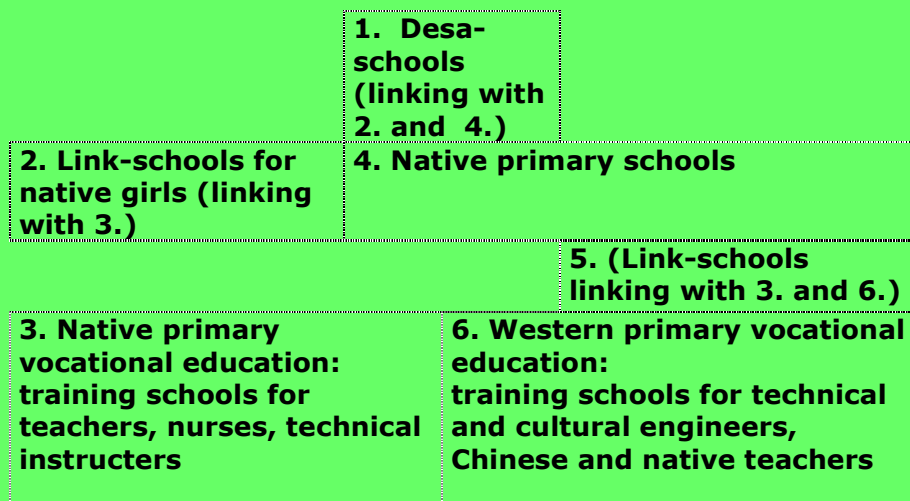 1.  Desa-
schools
(linking with
2. and  4.)
2. Link-schools for
native girls (linking
with 3.)
4. Native primary schools
5. (Link-schools
linking with 3. and 6.)
3. Native primary
vocational education:
training schools for
teachers, nurses, technical
instructers
6. Western primary vocational
education:
training schools for technical
and cultural engineers,
Chinese and native teachers